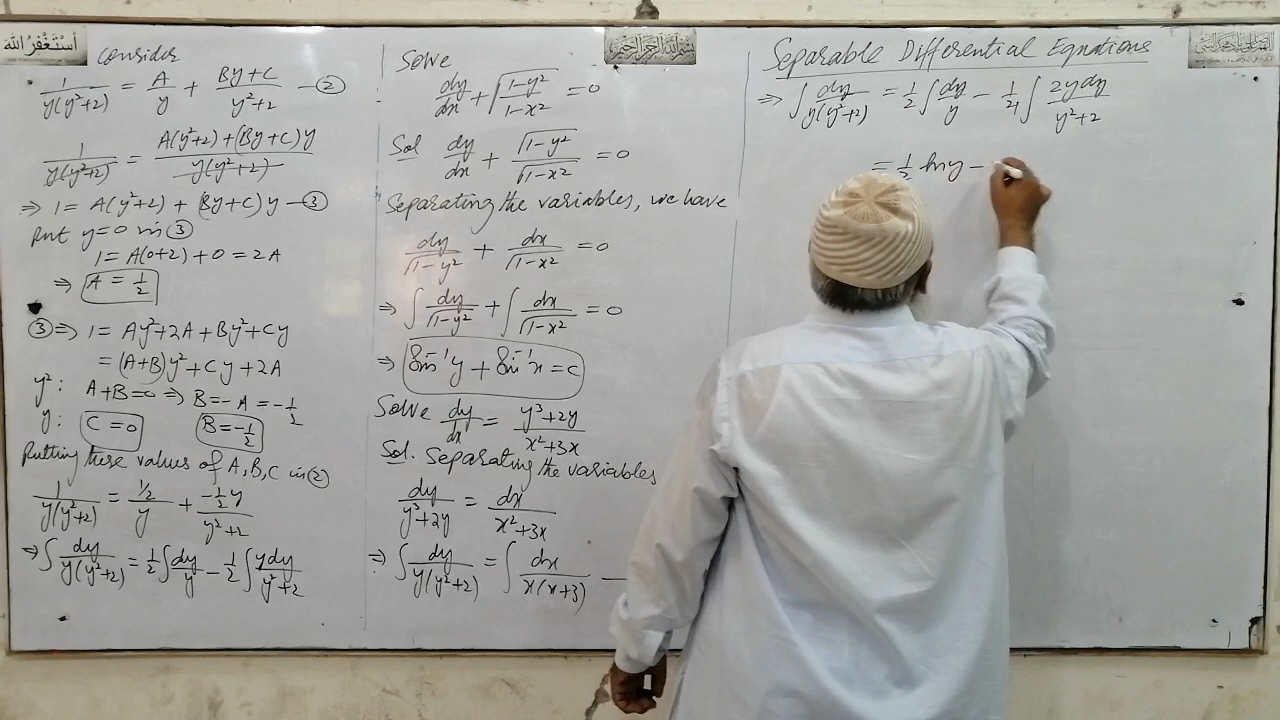 أَسْتَغْفِرُ اللهَ
بِسْمِ اللهِ الرَّحْمٰنِ الرَّحِيْمِ
Consider
1/(y(y²+2)) = A/y + (By+C)/(y²+2) — ②
1/(y(y²+2)) = (A(y²+2)+(By+C)y)/(y(y²+2))
⇒ 1 = A(y²+2) + (By+C)y — ③
Put y=0 in ③
1 = A(0+2) + 0 = 2A
⇒ A = 1/2
③ ⇒ 1 = Ay²+2A+By²+Cy
= (A+B)y²+Cy+2A
y²: A+B=0 ⇒ B=-A = -1/2
y: C=0 B=-1/2
Putting these values of A,B,C in ②
1/(y(y²+2)) = (1/2)/y + (-1/2 y)/(y²+2)
⇒ ∫ dy/(y(y²+2)) = 1/2 ∫ dy/y - 1/2 ∫ ydy/(y²+2)
Solve
dy/dx + √((1-y²)/(1-x²)) = 0
Sol dy/dx + √(1-y²)/√(1-x²) = 0
Separating the variables, we have
dy/√(1-y²) + dx/√(1-x²) = 0
⇒ ∫ dy/√(1-y²) + ∫ dx/√(1-x²) = 0
⇒ Sin⁻¹y + Sin⁻¹x = c
Solve dy/dx = (y³+2y)/(x²+3x)
Sol. Separating the variables
dy/(y³+2y) = dx/(x²+3x)
⇒ ∫ dy/(y(y²+2)) = ∫ dx/(x(x+3)) —
Separable Differential Equations
⇒ ∫ dy/(y(y²+2)) = 1/2 ∫ dy/y - 1/4 ∫ 2ydy/(y²+2)
= 1/2 ln y -